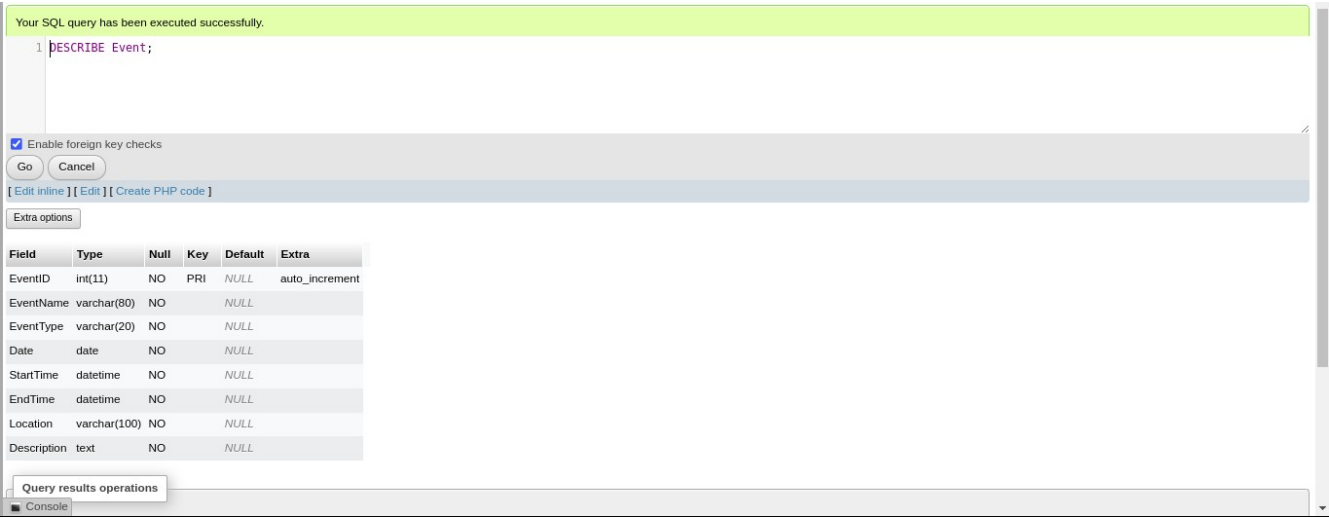 Your SQL query has been executed successfully.
1 DESCRIBE Event;
Enable foreign key checks
Go Cancel
[ Edit inline ] [ Edit ] [ Create PHP code ]
Extra options
Field Type Null Key Default Extra
EventID int(11) NO PRI NULL auto_increment
EventName varchar(80) NO NULL
EventType varchar(20) NO NULL
Date date NO NULL
StartTime datetime NO NULL
EndTime datetime NO NULL
Location varchar(100) NO NULL
Description text NO NULL
Query results operations
Console